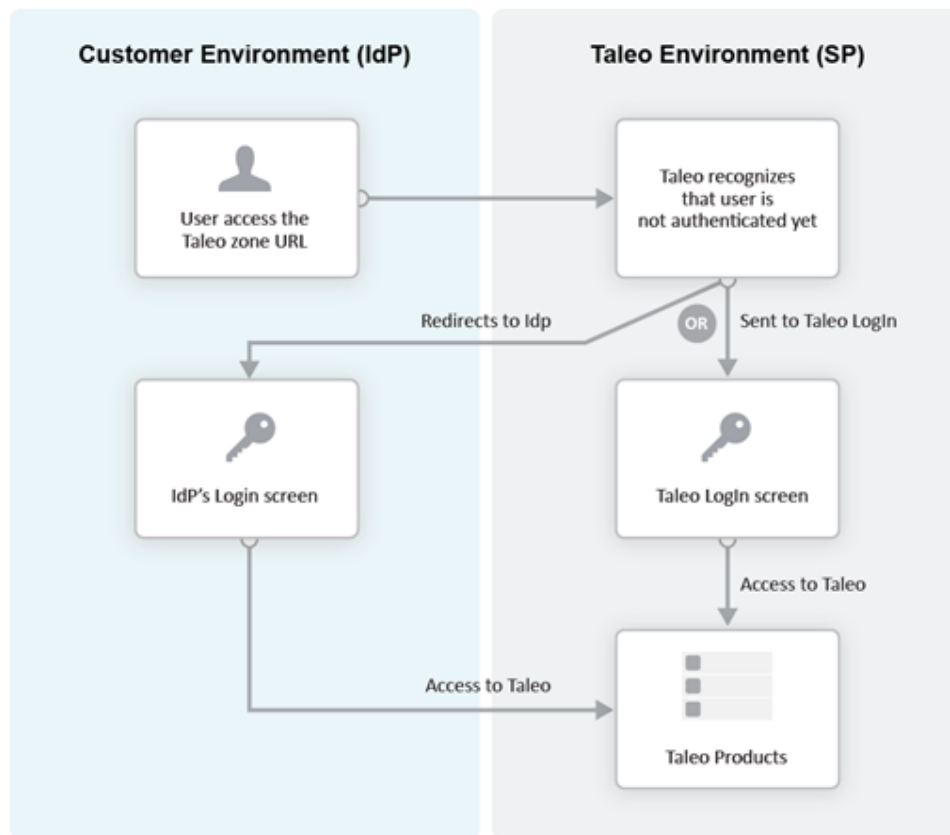 Customer Environment (IdP)
Taleo Environment (SP)
User access the
Taleo zone URL
Taleo recognizes
that user is
not authenticated yet
Redirects to Idp
OR
Sent to Taleo LogIn
IdP's Login screen
Taleo LogIn screen
Access to Taleo
Access to Taleo
Taleo Products